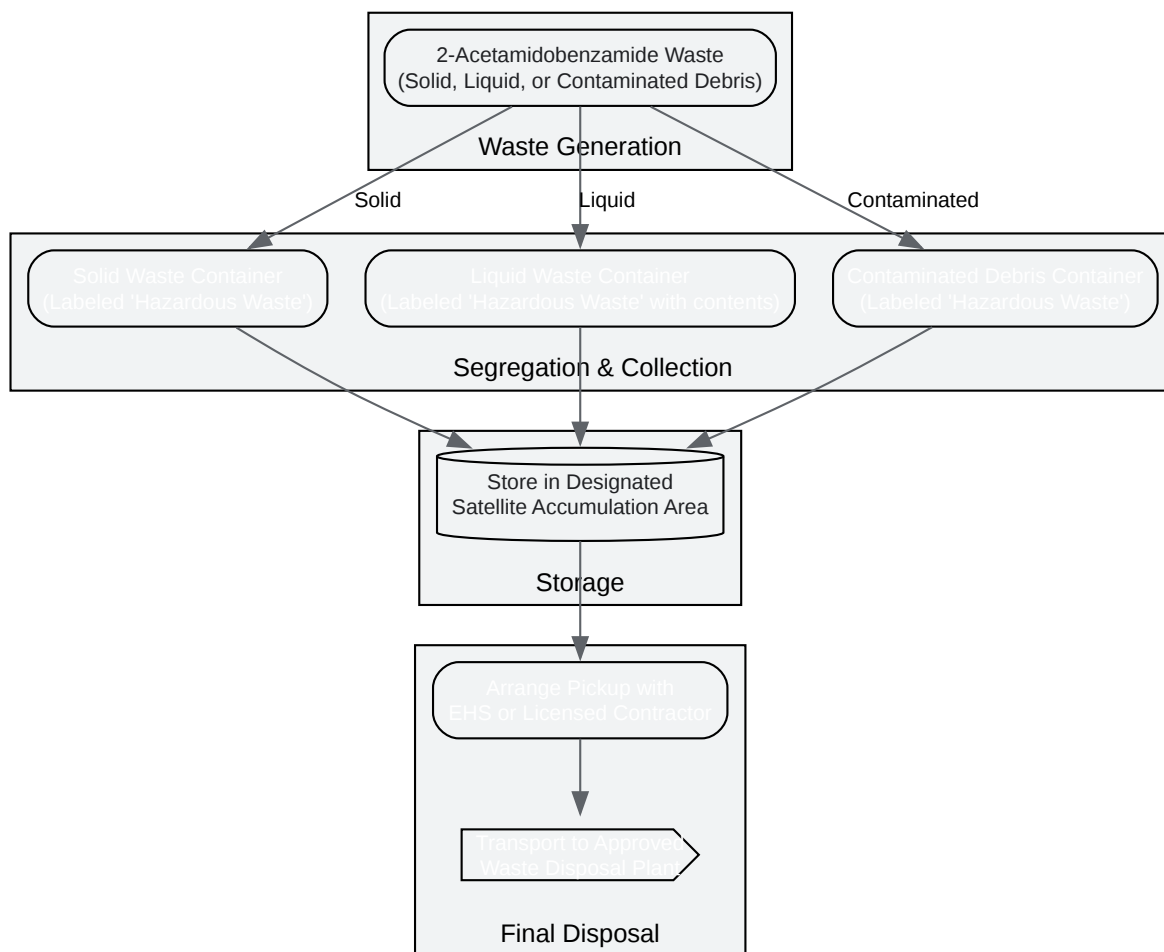 2-Acetamidobenzamide Waste
(Solid, Liquid, or Contaminated Debris)
Waste Generation
Solid
Liquid
Contaminated
Solid Waste Container
(Labeled 'Hazardous Waste')
Liquid Waste Container
(Labeled 'Hazardous Waste' with contents)
Contaminated Debris Container
(Labeled 'Hazardous Waste')
Segregation & Collection
Store in Designated
Satellite Accumulation Area
Storage
Arrange Pickup with
EHS or Licensed Contractor
Transport to Approved
Waste Disposal Plant
Final Disposal